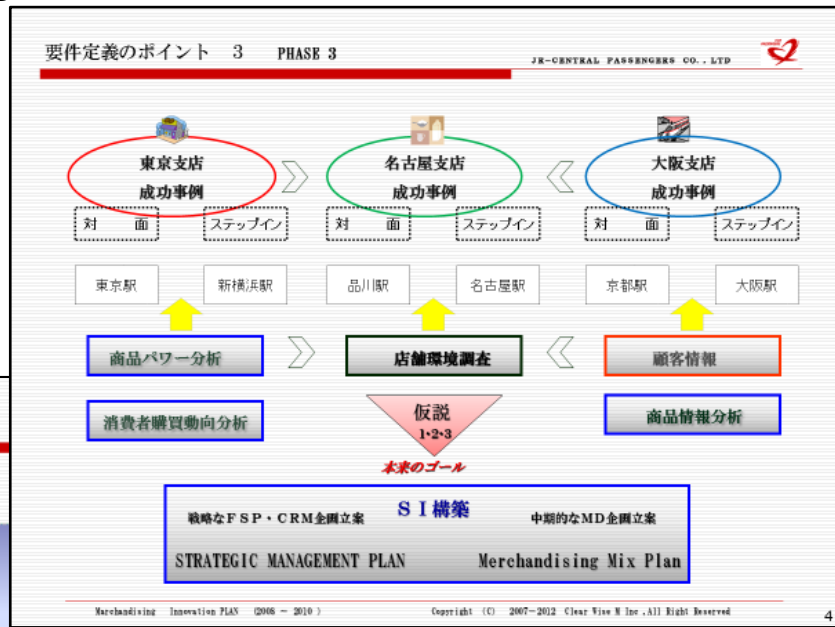 要件定義のポイント 3 PHASE 3
JR-CENTRAL PASSENGERS CO., LTD
東京支店
成功事例
名古屋支店
成功事例
大阪支店
成功事例
対 面
ステップイン
対 面
ステップイン
対 面
ステップイン
東京駅
新横浜駅
品川駅
名古屋駅
京都駅
大阪駅
商品パワー分析
店舗環境調査
顧客情報
消費者購買動向分析
仮説
1・2・3
商品情報分析
本来のゴール
SI構築
戦略なFSP・CRM企画立案
中期的なMD企画立案
STRATEGIC MANAGEMENT PLAN
Merchandising Mix Plan
Marchandising Innovation PLAN (2008 － 2010 )
Copyright (C) 2007－2012 Clear Vise M Inc ,All Right Reserved
4